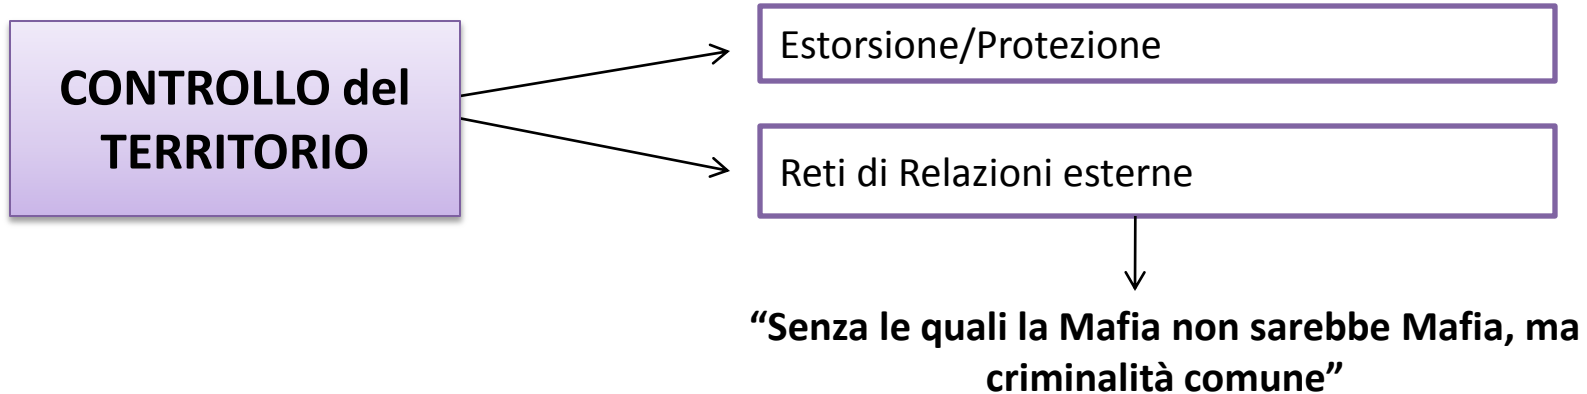 CONTROLLO del
TERRITORIO
Estorsione/Protezione
Reti di Relazioni esterne
“Senza le quali la Mafia non sarebbe Mafia, ma
criminalità comune”